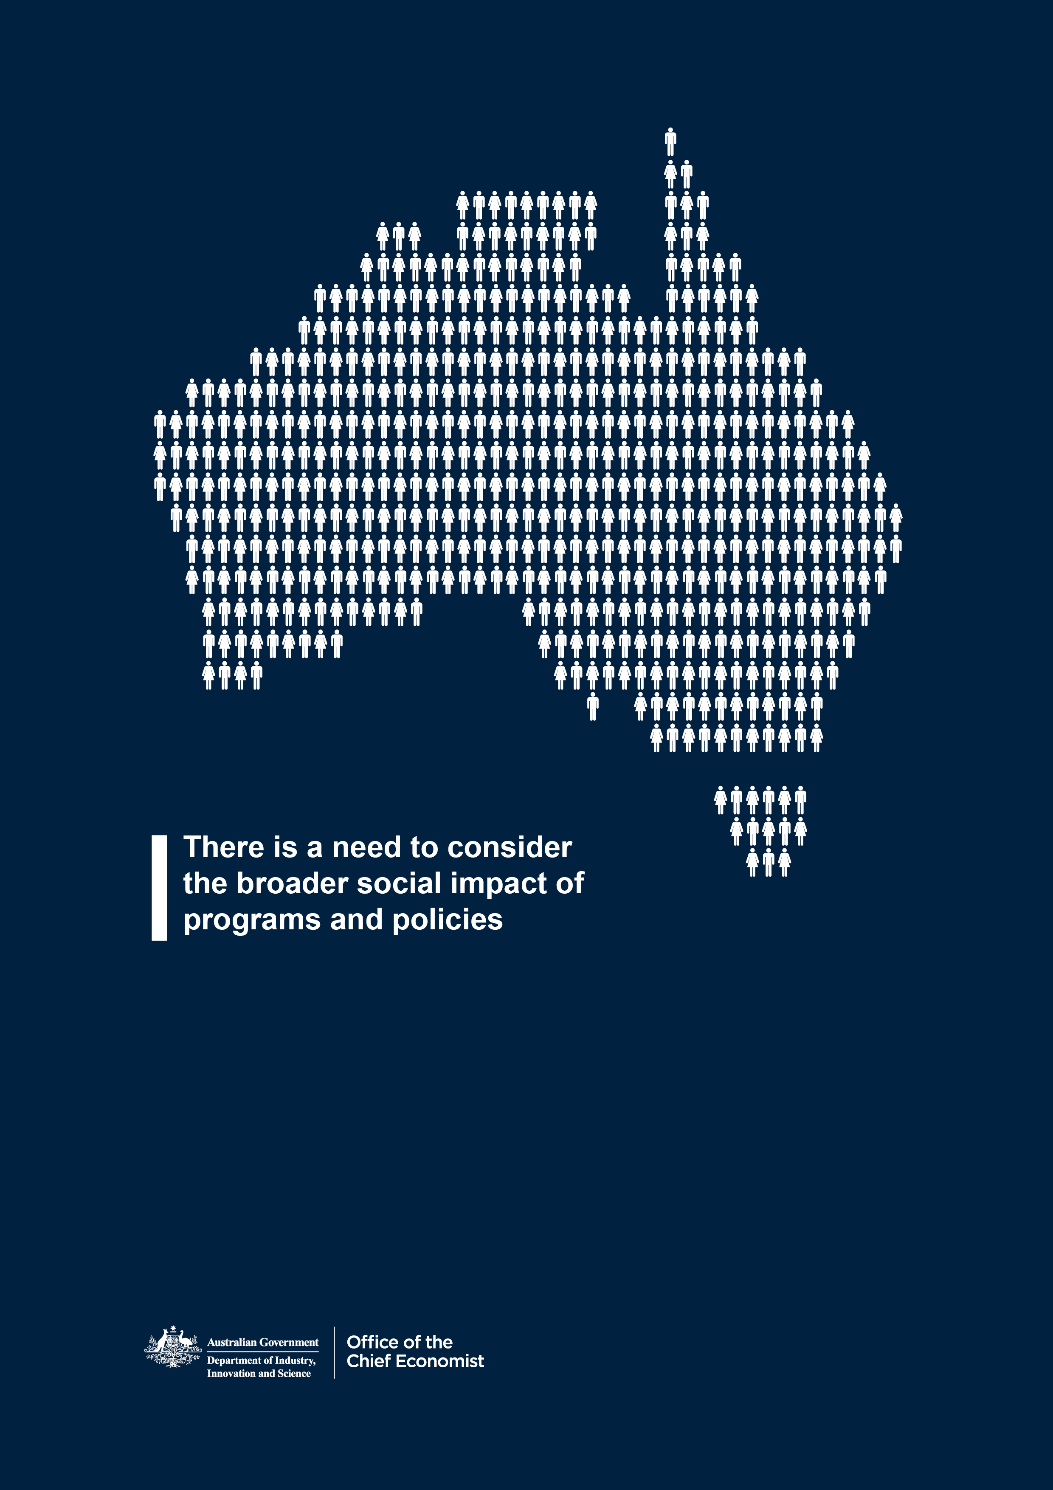 There is a need to consider
the broader social impact of
programs and policies
Australian Government
Department of Industry,
Innovation and Science
Office of the
Chief Economist